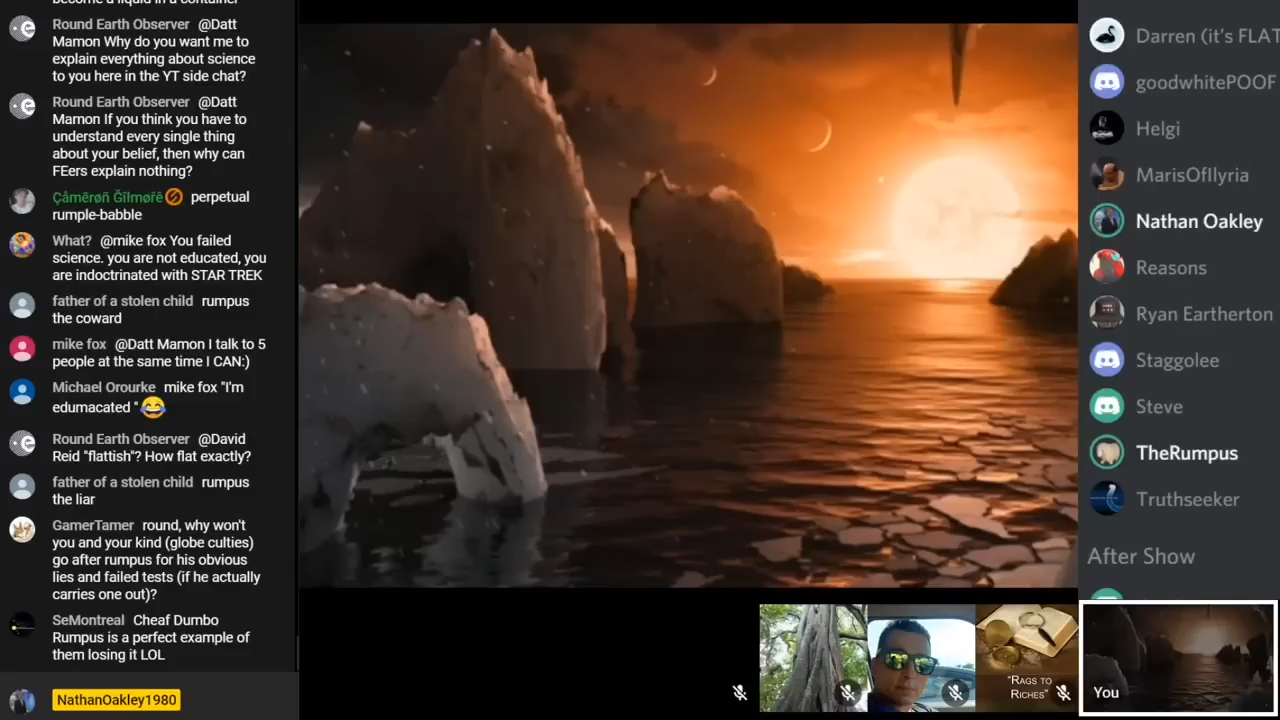 become a liquid in a container
Round Earth Observer @Datt
Mamon Why do you want me to
explain everything about science
to you here in the YT side chat?
Round Earth Observer @Datt
Mamon If you think you have to
understand every single thing
about your belief, then why can
FEers explain nothing?
Çâmērøñ Ğîłmøřê perpetual
rumple-babble
What? @mike fox You failed
science. you are not educated, you
are indoctrinated with STAR TREK
father of a stolen child rumpus
the coward
mike fox @Datt Mamon I talk to 5
people at the same time I CAN:)
Michael Orourke mike fox "I'm
edumacated " 😂
Round Earth Observer @David
Reid "flattish"? How flat exactly?
father of a stolen child rumpus
the liar
GamerTamer round, why won't
you and your kind (globe culties)
go after rumpus for his obvious
lies and failed tests (if he actually
carries one out)?
SeMontreal Cheaf Dumbo
Rumpus is a perfect example of
them losing it LOL
NathanOakley1980
"RAGS TO
RICHES"
You
Darren (it's FLAT
goodwhitePOOF
Helgi
MarisOfIlyria
Nathan Oakley
Reasons
Ryan Eartherton
Staggolee
Steve
TheRumpus
Truthseeker
After Show